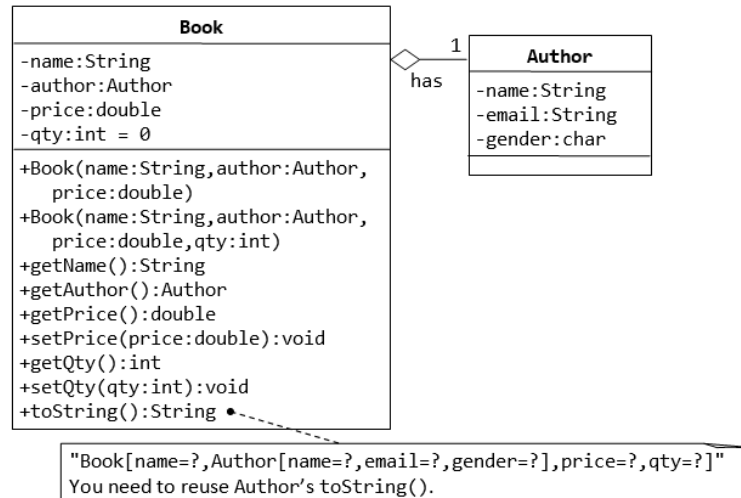 Book
-name:String
-author:Author
-price:double
-qty:int = 0
+Book(name:String,author:Author,
price:double)
+Book(name:String,author:Author,
price:double,qty:int)
+getName():String
+getAuthor():Author
+getPrice():double
+setPrice(price:double):void
+getQty():int
+setQty(qty:int):void
+toString():String
1
has
Author
-name:String
-email:String
-gender:char
"Book[name=?,Author[name=?,email=?,gender=?],price=?,qty=?]"
You need to reuse Author's toString().